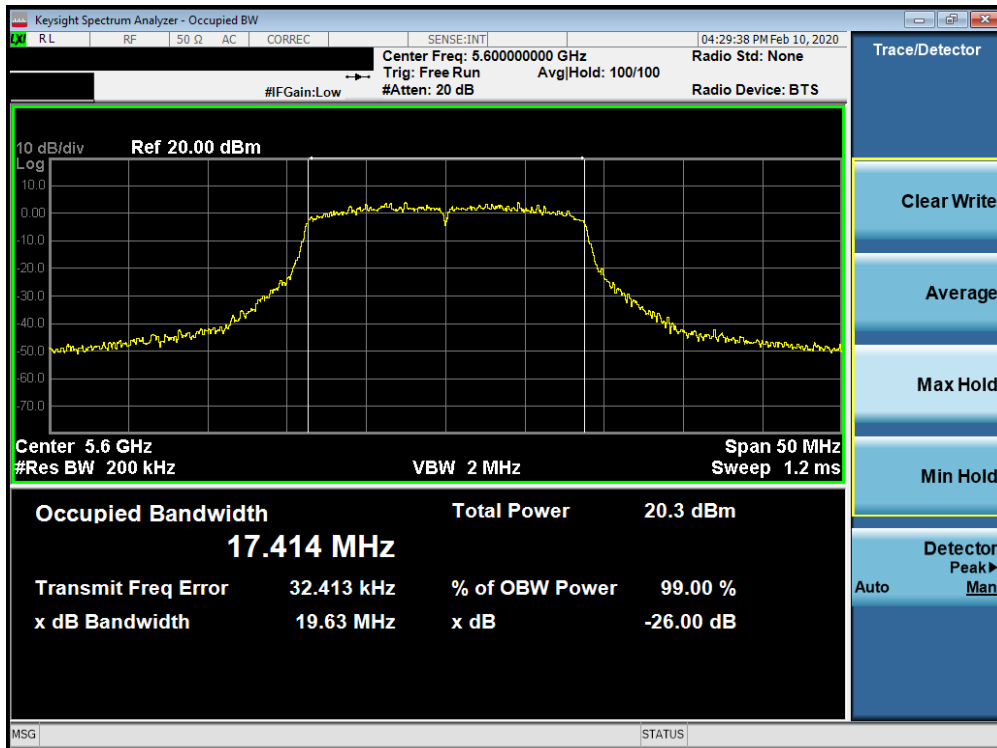 Keysight Spectrum Analyzer - Occupied BW
LXI RL RF 50 Ω AC CORREC SENSE:INT 04:29:38 PM Feb 10, 2020
Center Freq: 5.600000000 GHz Radio Std: None
Trig: Free Run Avg|Hold: 100/100
#IFGain:Low #Atten: 20 dB Radio Device: BTS
Trace/Detector
10 dB/div Ref 20.00 dBm
Log
10.0
0.00
-10.0
-20.0
-30.0
-40.0
-50.0
-60.0
-70.0
Center 5.6 GHz Span 50 MHz
#Res BW 200 kHz VBW 2 MHz Sweep 1.2 ms
Occupied Bandwidth Total Power 20.3 dBm
17.414 MHz
Transmit Freq Error 32.413 kHz % of OBW Power 99.00 %
x dB Bandwidth 19.63 MHz x dB -26.00 dB
Clear Write
Average
Max Hold
Min Hold
Detector
Peak▶
Auto Man
MSG STATUS